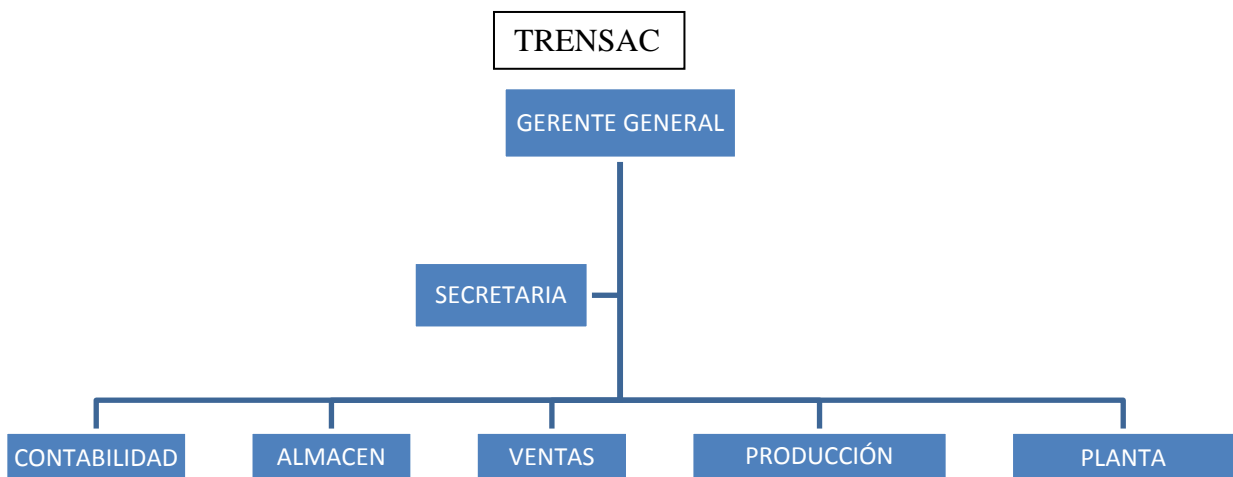 TRENSAC
GERENTE GENERAL
SECRETARIA
CONTABILIDAD
ALMACEN
VENTAS
PRODUCCIÓN
PLANTA